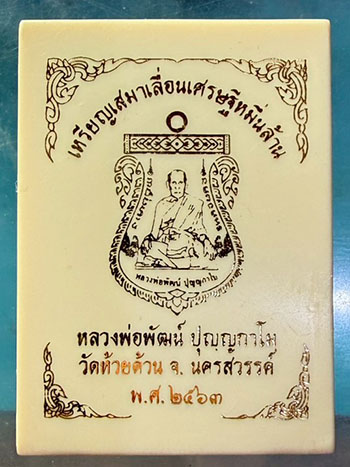 เหรียญเสมาเลื่อนเศรษฐีหมื่นล้าน
หลวงพ่อพัฒน์ ปุญฺญกาโม
หลวงพ่อพัฒน์ ปุญฺญกาโม
วัดห้วยด้วน จ. นครสวรรค์
พ.ศ. ๒๕๖๓